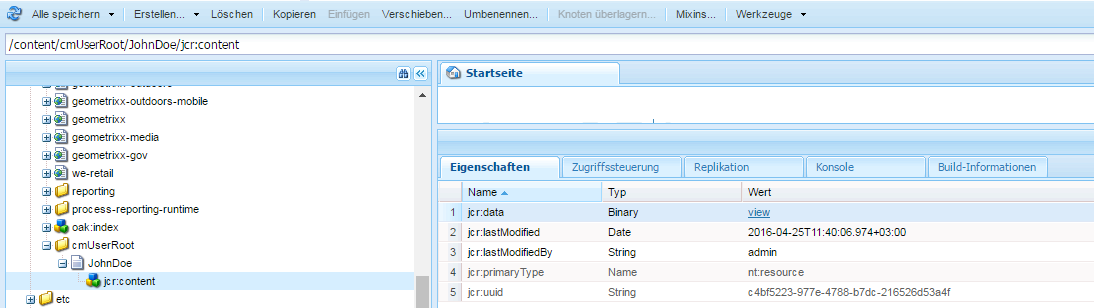 Alle speichern Erstellen... Löschen Kopieren Einfügen Verschieben... Umbenennen... Knoten überlagern... Mixins... Werkzeuge
/content/cmUserRoot/JohnDoe/jcr:content
geometrixx-outdoors-mobile
geometrixx
geometrixx-media
geometrixx-gov
we-retail
reporting
process-reporting-runtime
oak:index
cmUserRoot
JohnDoe
jcr:content
etc
Startseite
Eigenschaften Zugriffssteuerung Replikation Konsole Build-Informationen
Name Typ Wert
1 jcr:data Binary view
2 jcr:lastModified Date 2016-04-25T11:40:06.974+03:00
3 jcr:lastModifiedBy String admin
4 jcr:primaryType Name nt:resource
5 jcr:uuid String c4bf5223-977e-4788-b7dc-216526d53a4f